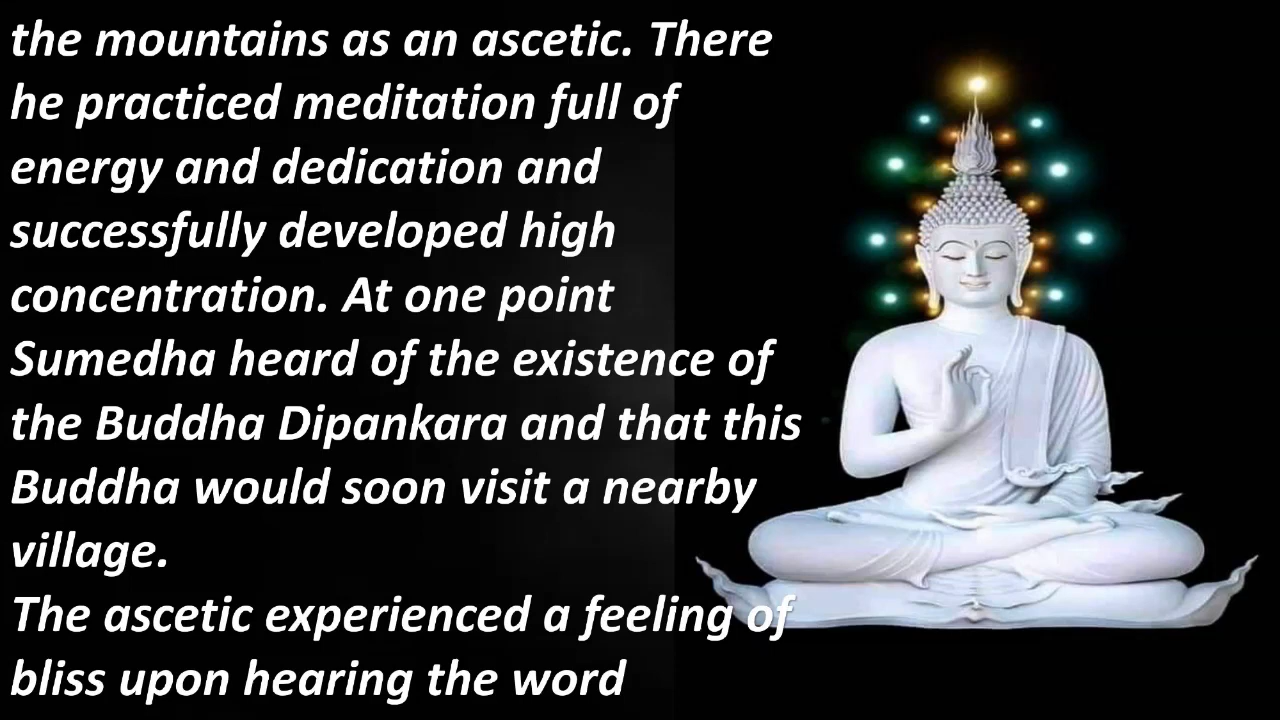 the mountains as an ascetic. There
he practiced meditation full of
energy and dedication and
successfully developed high
concentration. At one point
Sumedha heard of the existence of
the Buddha Dipankara and that this
Buddha would soon visit a nearby
village.
The ascetic experienced a feeling of
bliss upon hearing the word